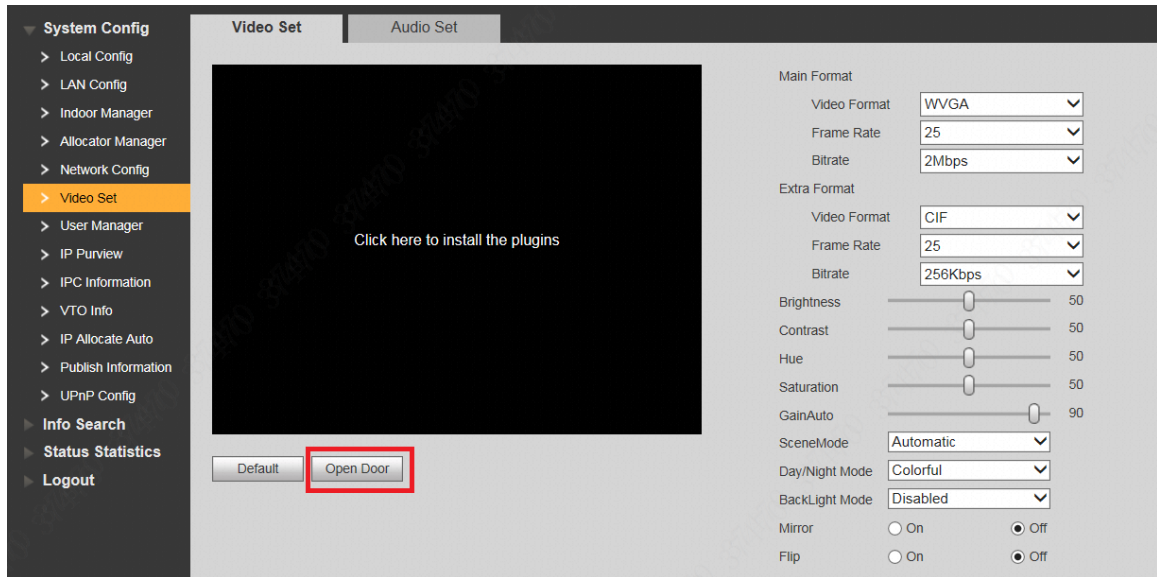 System Config
Local Config
LAN Config
Indoor Manager
Allocator Manager
Network Config
Video Set
User Manager
IP Purview
IPC Information
VTO Info
IP Allocate Auto
Publish Information
UPnP Config
Info Search
Status Statistics
Logout
Video Set Audio Set
Click here to install the plugins
Default Open Door
Main Format
Video Format WVGA
Frame Rate 25
Bitrate 2Mbps
Extra Format
Video Format CIF
Frame Rate 25
Bitrate 256Kbps
Brightness 50
Contrast 50
Hue 50
Saturation 50
GainAuto 90
SceneMode Automatic
Day/Night Mode Colorful
BackLight Mode Disabled
Mirror On Off
Flip On Off